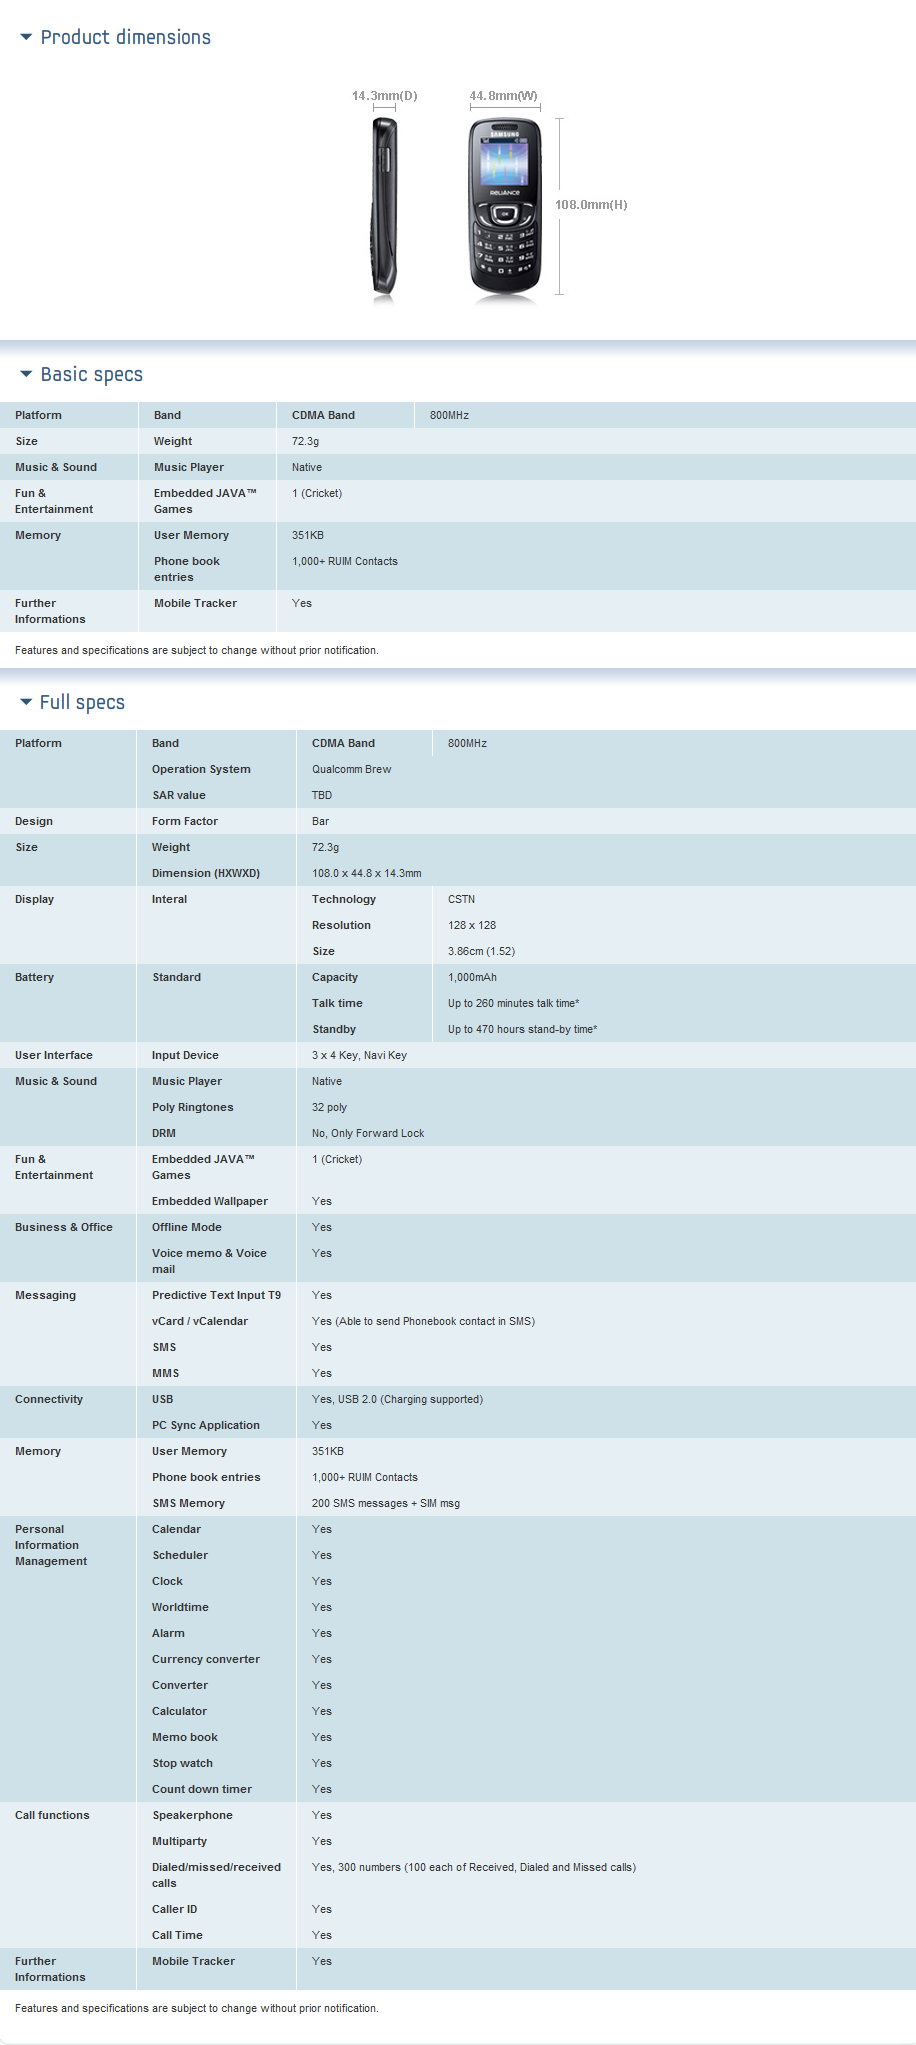 Product dimensions
14.3mm(D)
44.8mm(W)
SAMSUNG
RELIANCE
OK
108.0mm(H)
Basic specs
Platform Band CDMA Band 800MHz
Size Weight 72.3g
Music & Sound Music Player Native
Fun & Embedded JAVA™ 1 (Cricket)
Entertainment Games
Memory User Memory 351KB
Phone book 1,000+ RUIM Contacts
entries
Further Mobile Tracker Yes
Informations
Features and specifications are subject to change without prior notification.
Full specs
Platform Band CDMA Band 800MHz
Operation System Qualcomm Brew
SAR value TBD
Design Form Factor Bar
Size Weight 72.3g
Dimension (HXWXD) 108.0 x 44.8 x 14.3mm
Display Interal Technology CSTN
Resolution 128 x 128
Size 3.86cm (1.52)
Battery Standard Capacity 1,000mAh
Talk time Up to 260 minutes talk time*
Standby Up to 470 hours stand-by time*
User Interface Input Device 3 x 4 Key, Navi Key
Music & Sound Music Player Native
Poly Ringtones 32 poly
DRM No, Only Forward Lock
Fun & Embedded JAVA™ 1 (Cricket)
Entertainment Games
Embedded Wallpaper Yes
Business & Office Offline Mode Yes
Voice memo & Voice Yes
mail
Messaging Predictive Text Input T9 Yes
vCard / vCalendar Yes (Able to send Phonebook contact in SMS)
SMS Yes
MMS Yes
Connectivity USB Yes, USB 2.0 (Charging supported)
PC Sync Application Yes
Memory User Memory 351KB
Phone book entries 1,000+ RUIM Contacts
SMS Memory 200 SMS messages + SIM msg
Personal Calendar Yes
Information
Management
Scheduler Yes
Clock Yes
Worldtime Yes
Alarm Yes
Currency converter Yes
Converter Yes
Calculator Yes
Memo book Yes
Stop watch Yes
Count down timer Yes
Call functions Speakerphone Yes
Multiparty Yes
Dialed/missed/received Yes, 300 numbers (100 each of Received, Dialed and Missed calls)
calls
Caller ID Yes
Call Time Yes
Further Mobile Tracker Yes
Informations
Features and specifications are subject to change without prior notification.